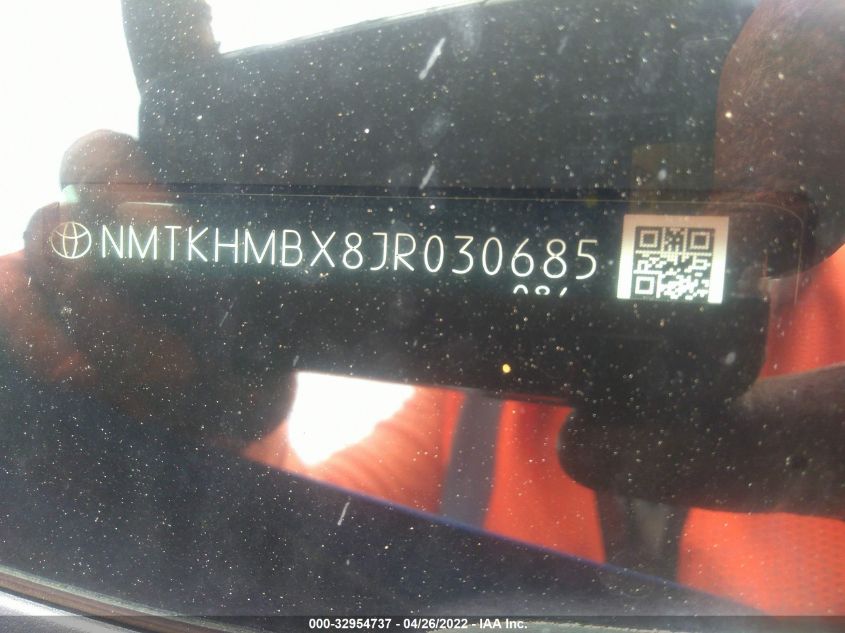 NMTKHMBX8JR030685
000-32954737 - 04/26/2022 - IAA Inc.